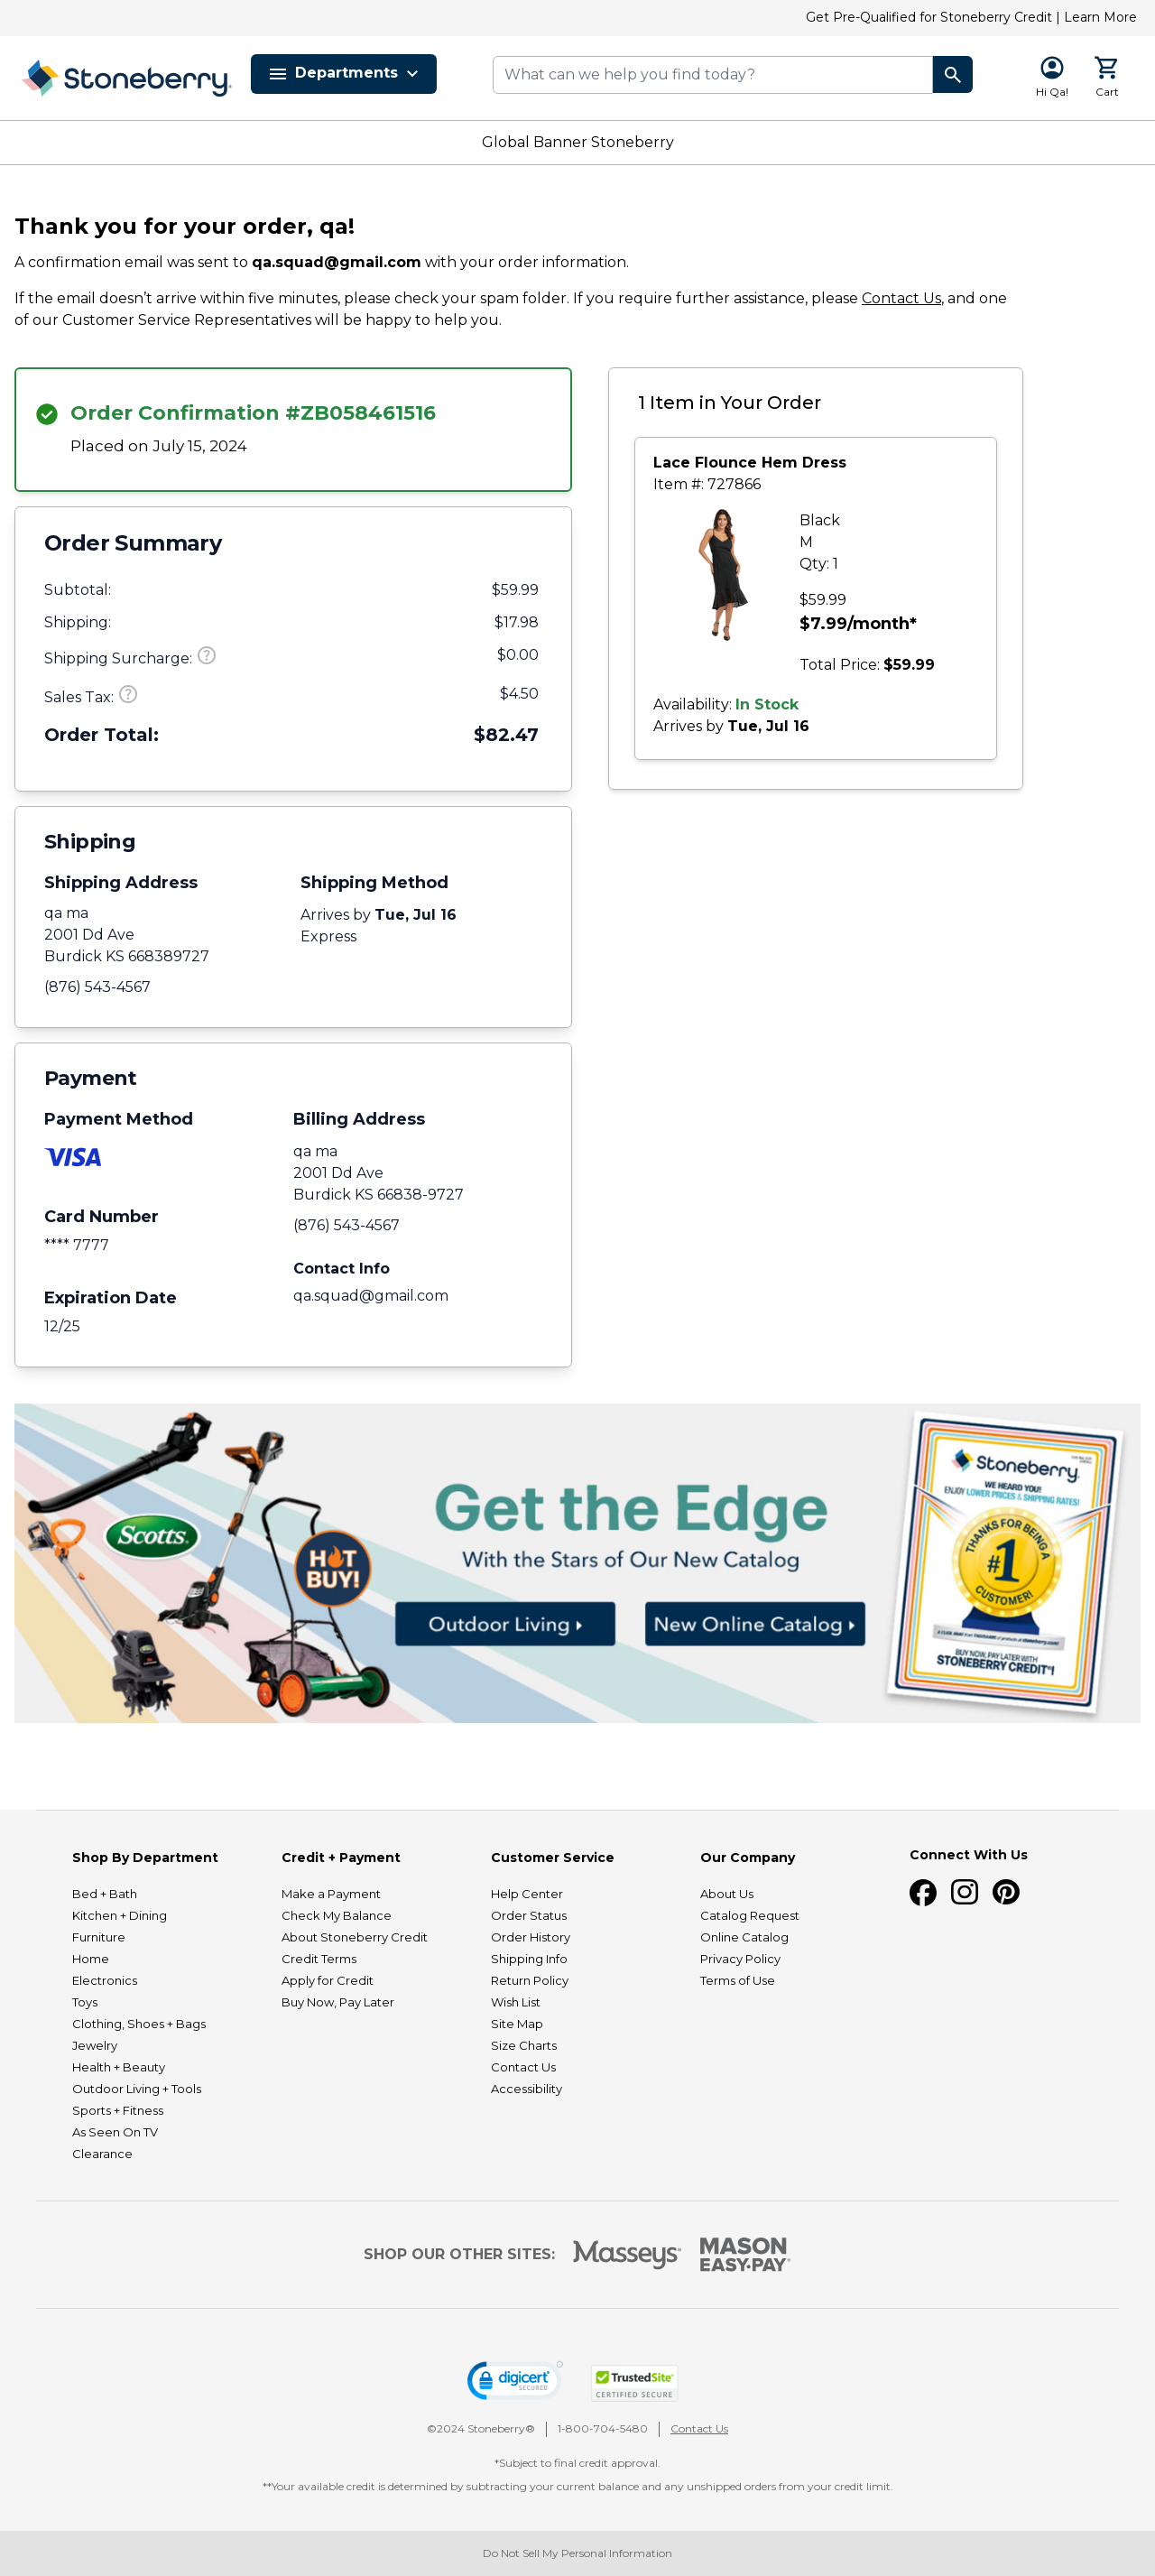 Get Pre-Qualified for Stoneberry Credit | Learn More
Stoneberry
Departments
What can we help you find today?
Hi Qa!
Cart
Global Banner Stoneberry
Thank you for your order, qa!
A confirmation email was sent to qa.squad@gmail.com with your order information.
If the email doesn’t arrive within five minutes, please check your spam folder. If you require further assistance, please Contact Us, and one
of our Customer Service Representatives will be happy to help you.
Order Confirmation #ZB058461516
Placed on July 15, 2024
Order Summary
Subtotal: $59.99
Shipping: $17.98
Shipping Surcharge: $0.00
Sales Tax: $4.50
Order Total: $82.47
1 Item in Your Order
Lace Flounce Hem Dress
Item #: 727866
Black
M
Qty: 1
$59.99
$7.99/month*
Total Price: $59.99
Availability: In Stock
Arrives by Tue, Jul 16
Shipping
Shipping Address
qa ma
2001 Dd Ave
Burdick KS 668389727
(876) 543-4567
Shipping Method
Arrives by Tue, Jul 16
Express
Payment
Payment Method
VISA
Card Number
**** 7777
Expiration Date
12/25
Billing Address
qa ma
2001 Dd Ave
Burdick KS 66838-9727
(876) 543-4567
Contact Info
qa.squad@gmail.com
Scotts
HOT
BUY!
Get the Edge
With the Stars of Our New Catalog
Outdoor Living
New Online Catalog
Stoneberry
WE HEARD YOU!
ENJOY LOWER PRICES & SHIPPING RATES!
THANKS FOR BEING A
#1
CUSTOMER!
BUY NOW, PAY LATER WITH
STONEBERRY CREDIT*!
Shop By Department
Bed + Bath
Kitchen + Dining
Furniture
Home
Electronics
Toys
Clothing, Shoes + Bags
Jewelry
Health + Beauty
Outdoor Living + Tools
Sports + Fitness
As Seen On TV
Clearance
Credit + Payment
Make a Payment
Check My Balance
About Stoneberry Credit
Credit Terms
Apply for Credit
Buy Now, Pay Later
Customer Service
Help Center
Order Status
Order History
Shipping Info
Return Policy
Wish List
Site Map
Size Charts
Contact Us
Accessibility
Our Company
About Us
Catalog Request
Online Catalog
Privacy Policy
Terms of Use
Connect With Us
SHOP OUR OTHER SITES:
Masseys
MASON
EASY•PAY
digicert
SECURED
TrustedSite
CERTIFIED SECURE
©2024 Stoneberry®
1-800-704-5480
Contact Us
*Subject to final credit approval.
**Your available credit is determined by subtracting your current balance and any unshipped orders from your credit limit.
Do Not Sell My Personal Information